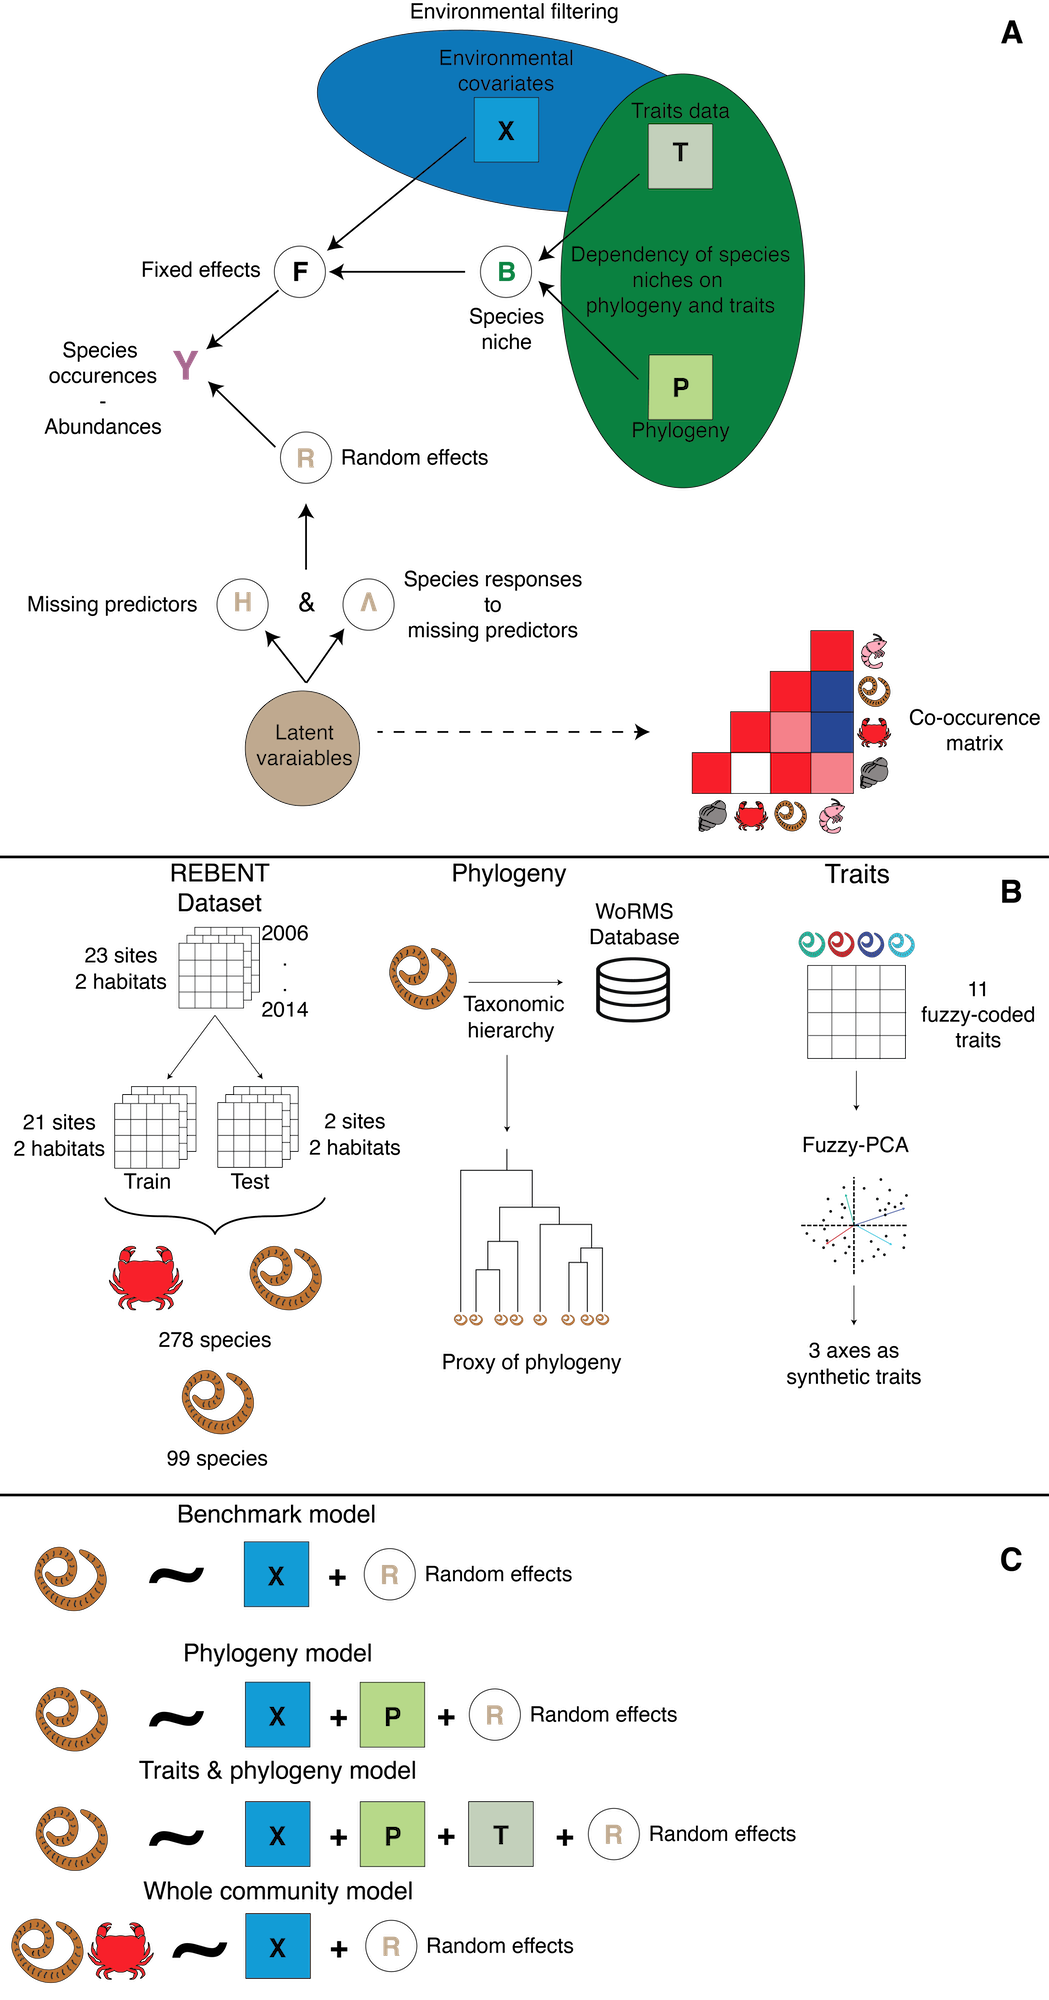 Environmental filtering
A
Environmental
covariates
X
Traits data
T
Dependency of species
niches on
phylogeny and traits
Fixed effects
F
B
Species
niche
Species
occurences
-
Abundances
Y
P
Phylogeny
R
Random effects
Missing predictors
H
&
Λ
Species responses
to
missing predictors
Latent
varaiables
Co-occurence
matrix
REBENT
Dataset
Phylogeny
Traits
B
23 sites
2 habitats
2006
.
.
2014
WoRMS
Database
Taxonomic
hierarchy
11
fuzzy-coded
traits
21 sites
2 habitats
2 sites
2 habitats
Train
Test
Fuzzy-PCA
278 species
Proxy of phylogeny
3 axes as
synthetic traits
99 species
Benchmark model
C
~ X + R Random effects
Phylogeny model
~ X + P + R Random effects
Traits & phylogeny model
~ X + P + T + R Random effects
Whole community model
~ X + R Random effects